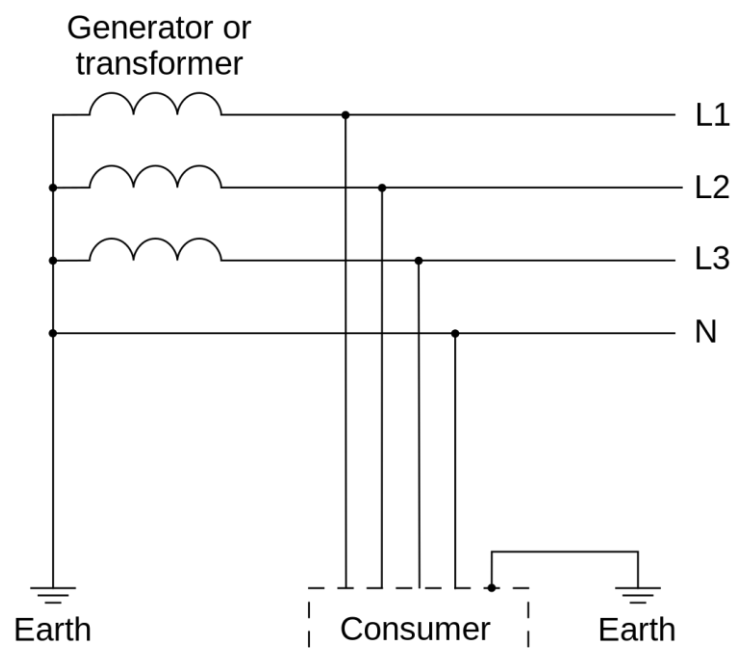 Generator or
transformer
L1
L2
L3
N
Earth
Consumer
Earth